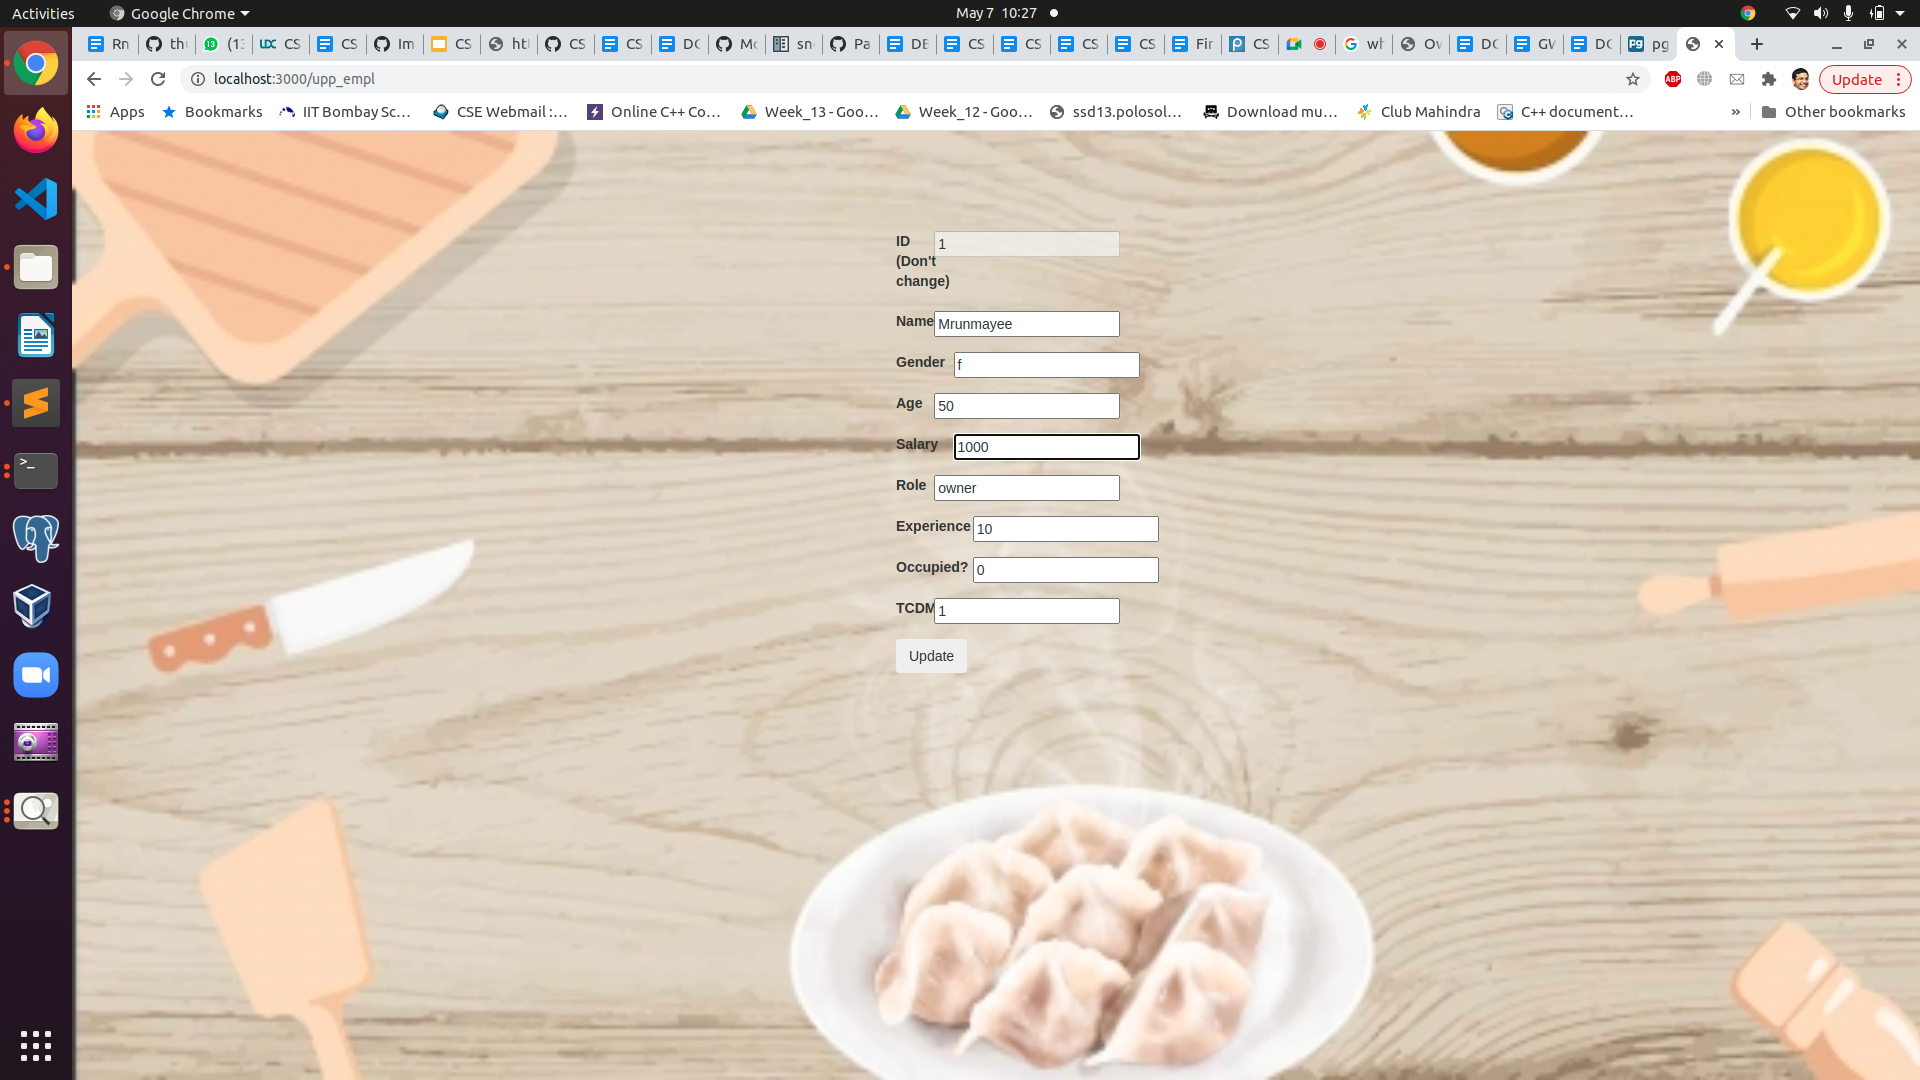 Activities Google Chrome May 7 10:27
Rn (1: CS CS Im CS CS DC Mc sn Pa DE CS CS CS CS Fir CS wh Ov DC GV DC pg
localhost:3000/upp_empl ABP Update
Apps Bookmarks IIT Bombay Sc... CSE Webmail :... Online C++ Co... Week_13 - Goo... Week_12 - Goo... ssd13.polosol... Download mu... Club Mahindra C++ document... » Other bookmarks
ID 1
(Don't
change)
Name Mrunmayee
Gender f
Age 50
Salary 1000
Role owner
Experience 10
Occupied? 0
TCDM 1
Update